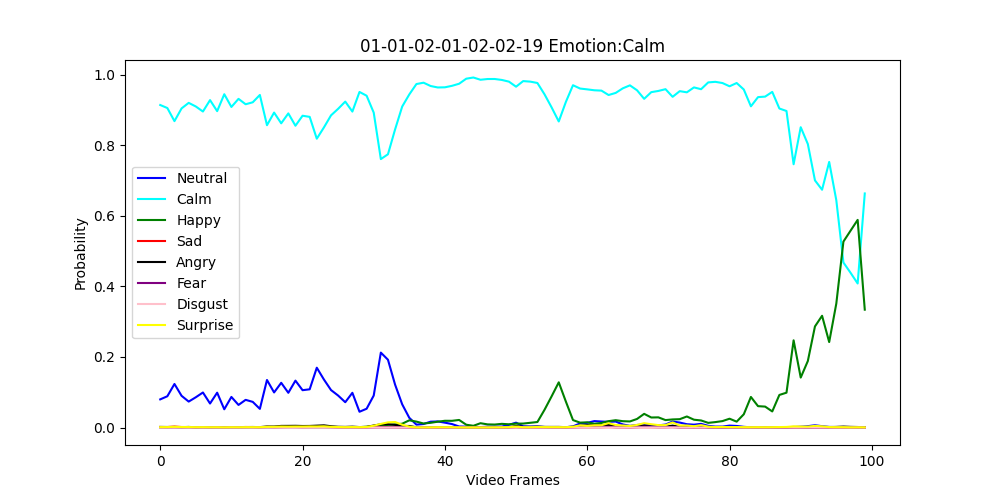 01-01-02-01-02-02-19 Emotion:Calm
Probability
1.0
0.8
0.6
0.4
0.2
0.0
Neutral
Calm
Happy
Sad
Angry
Fear
Disgust
Surprise
0 20 40 60 80 100
Video Frames